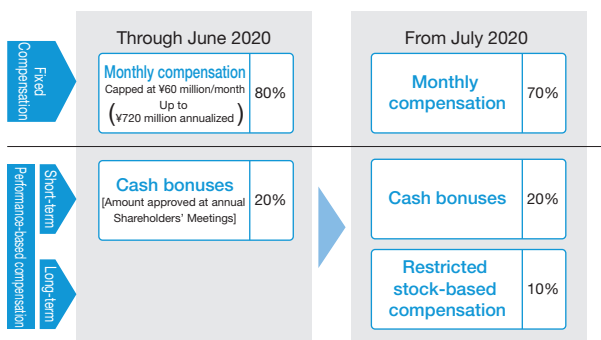 Through June 2020
From July 2020
Fixed
Compensation
Monthly compensation
Capped at ¥60 million/month
(Up to
¥720 million annualized)
80%
Monthly
compensation
70%
Performance-based compensation
Short-term
Cash bonuses
[Amount approved at annual
Shareholders' Meetings]
20%
Cash bonuses
20%
Long-term
Restricted
stock-based
compensation
10%